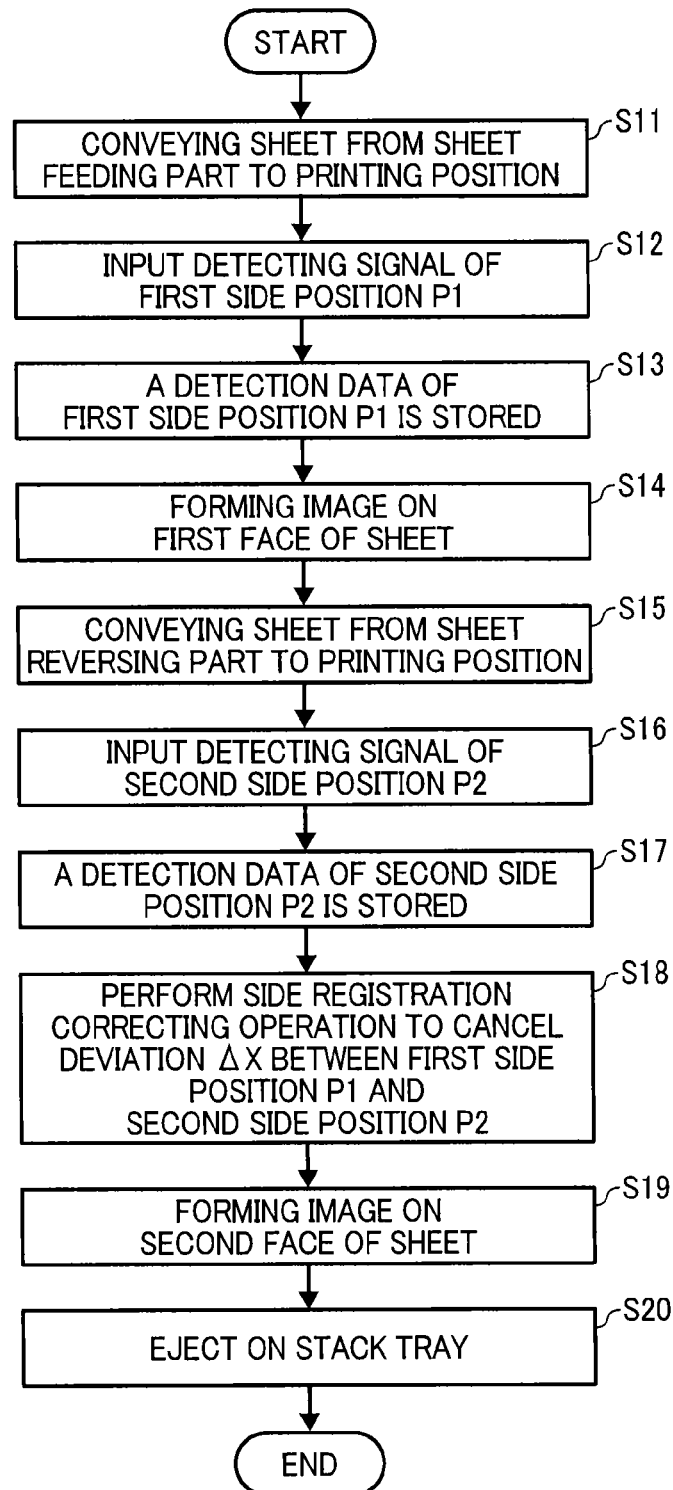 START
S11
CONVEYING SHEET FROM SHEET
FEEDING PART TO PRINTING POSITION
S12
INPUT DETECTING SIGNAL OF
FIRST SIDE POSITION P1
S13
A DETECTION DATA OF
FIRST SIDE POSITION P1 IS STORED
S14
FORMING IMAGE ON
FIRST FACE OF SHEET
S15
CONVEYING SHEET FROM SHEET
REVERSING PART TO PRINTING POSITION
S16
INPUT DETECTING SIGNAL OF
SECOND SIDE POSITION P2
S17
A DETECTION DATA OF SECOND SIDE
POSITION P2 IS STORED
S18
PERFORM SIDE REGISTRATION
CORRECTING OPERATION TO CANCEL
DEVIATION ΔX BETWEEN FIRST SIDE
POSITION P1 AND
SECOND SIDE POSITION P2
S19
FORMING IMAGE ON
SECOND FACE OF SHEET
S20
EJECT ON STACK TRAY
END